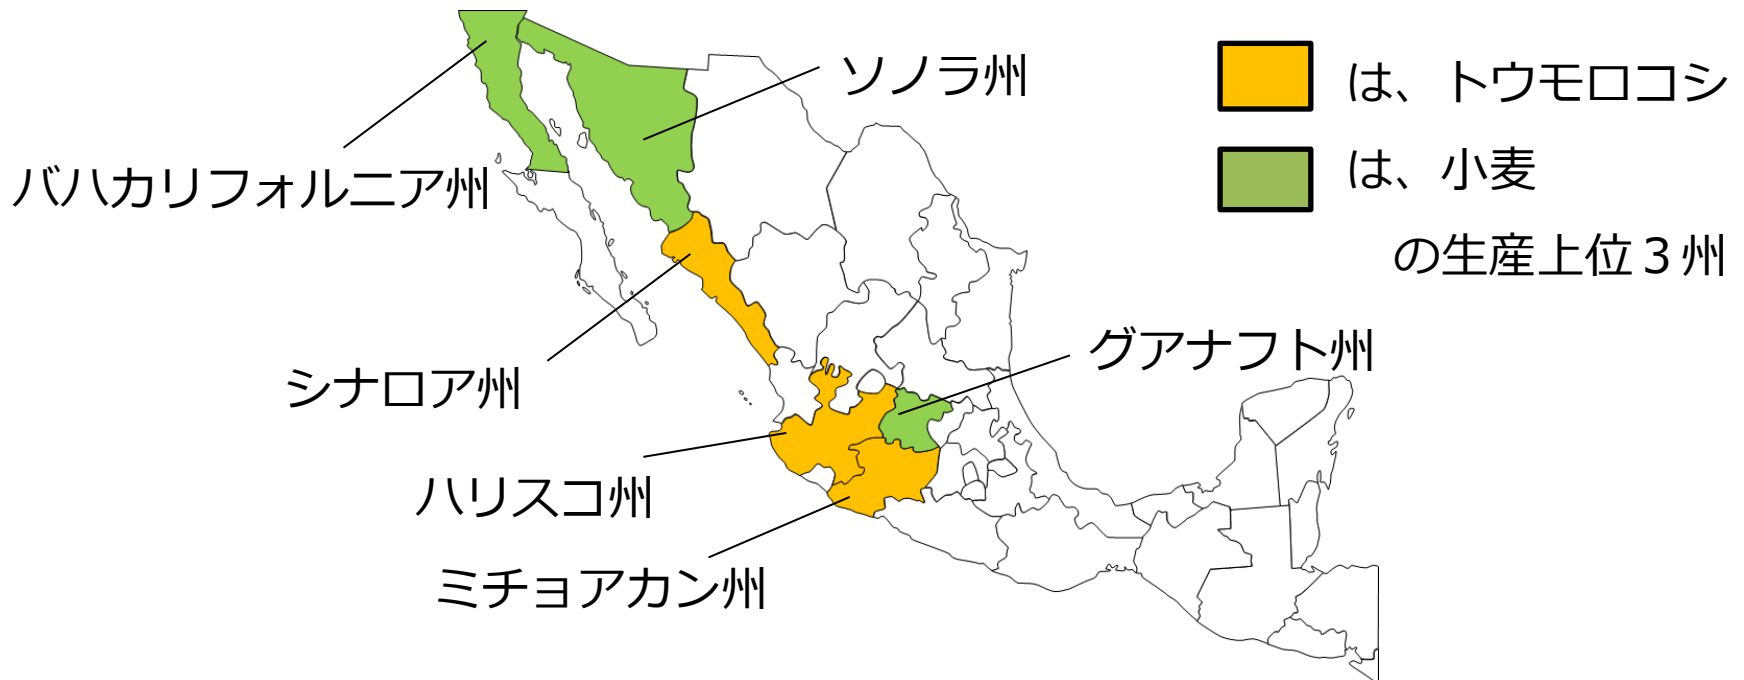 ソノラ州
は、トウモロコシ
バハカリフォルニア州
は、小麦
の生産上位３州
シナロア州
グアナフト州
ハリスコ州
ミチョアカン州